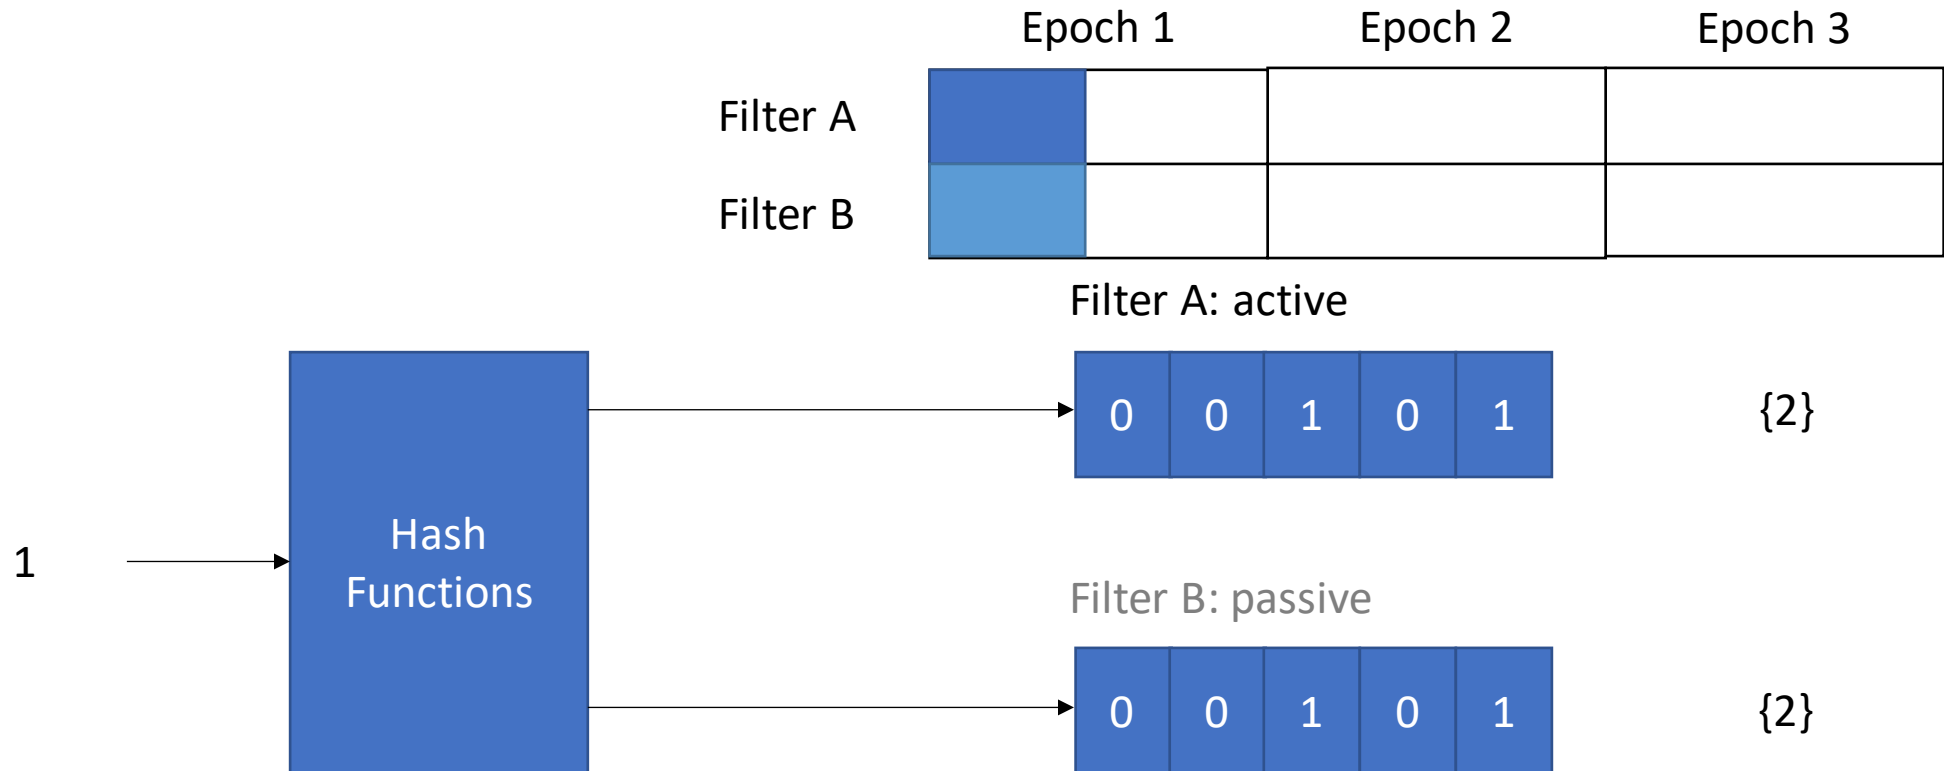 Epoch 1 Epoch 2 Epoch 3
Filter A
Filter B
Filter A: active
0 0 1 0 1 {2}
Hash
Functions
1
Filter B: passive
0 0 1 0 1 {2}